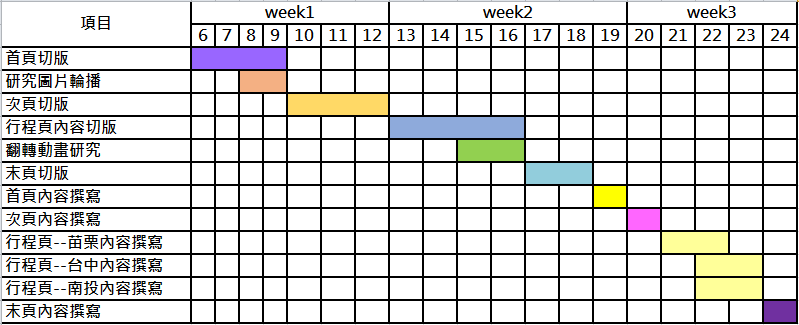 項目 week1 week2 week3
6 7 8 9 10 11 12 13 14 15 16 17 18 19 20 21 22 23 24
首頁切版
研究圖片輪播
次頁切版
行程頁內容切版
翻轉動畫研究
末頁切版
首頁內容撰寫
次頁內容撰寫
行程頁--苗栗內容撰寫
行程頁--台中內容撰寫
行程頁--南投內容撰寫
末頁內容撰寫